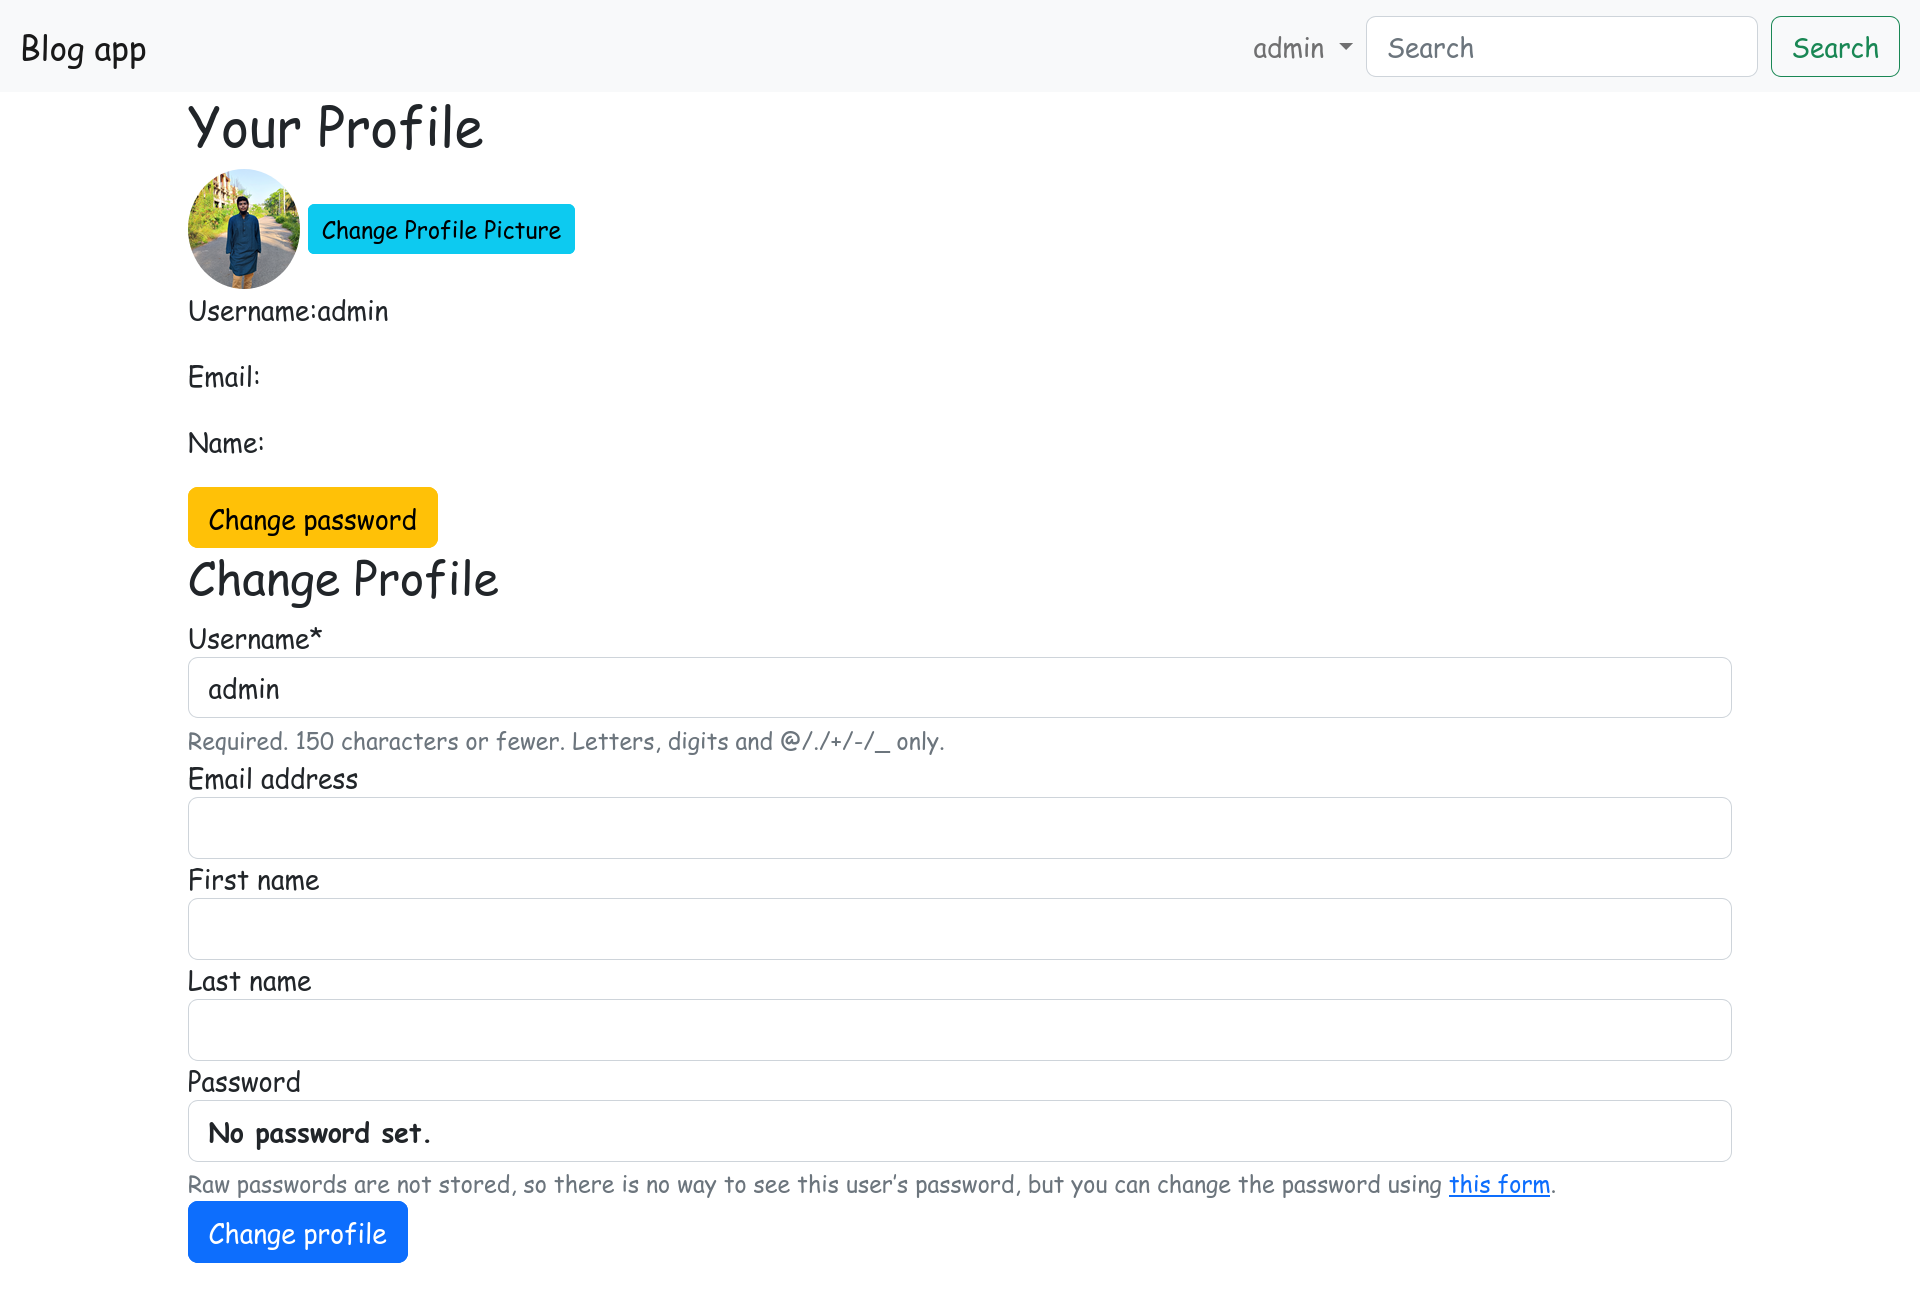 Blog app
admin
Search
Search
Your Profile
Change Profile Picture
Username:admin
Email:
Name:
Change password
Change Profile
Username*
admin
Required. 150 characters or fewer. Letters, digits and @/./+/-/_ only.
Email address
First name
Last name
Password
No password set.
Raw passwords are not stored, so there is no way to see this user's password, but you can change the password using this form.
Change profile